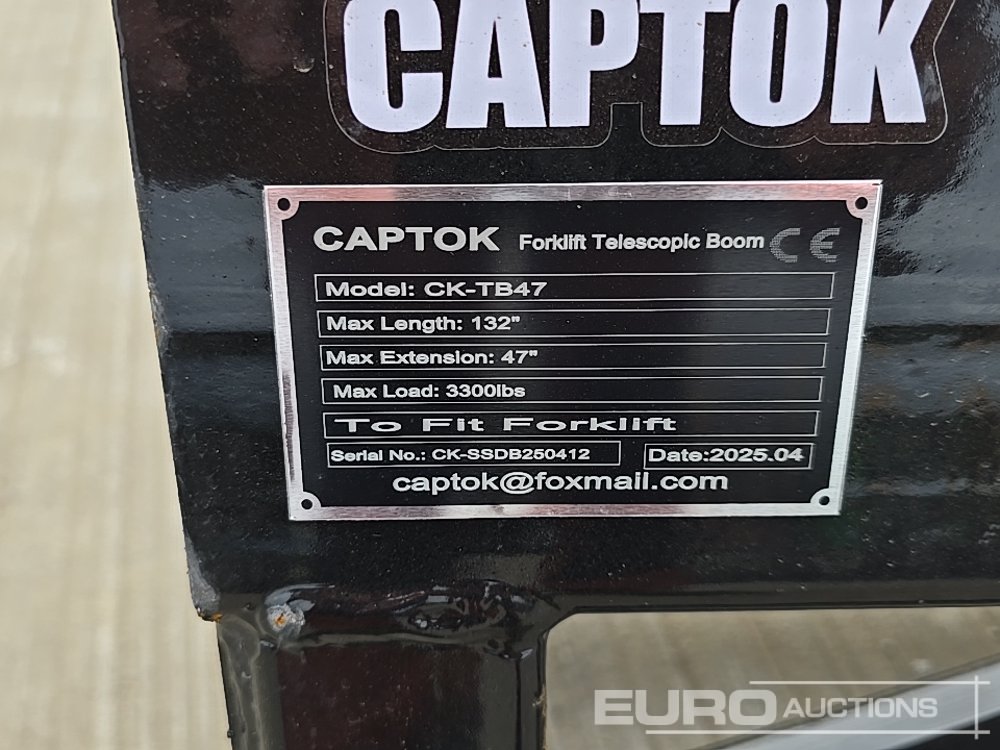 CAPTOK
CAPTOK Forklift Telescopic Boom CE
Model: CK-TB47
Max Length: 132"
Max Extension: 47"
Max Load: 3300lbs
To Fit Forklift
Serial No.: CK-SSDB250412 Date:2025.04
captok@foxmail.com
EURO AUCTIONS